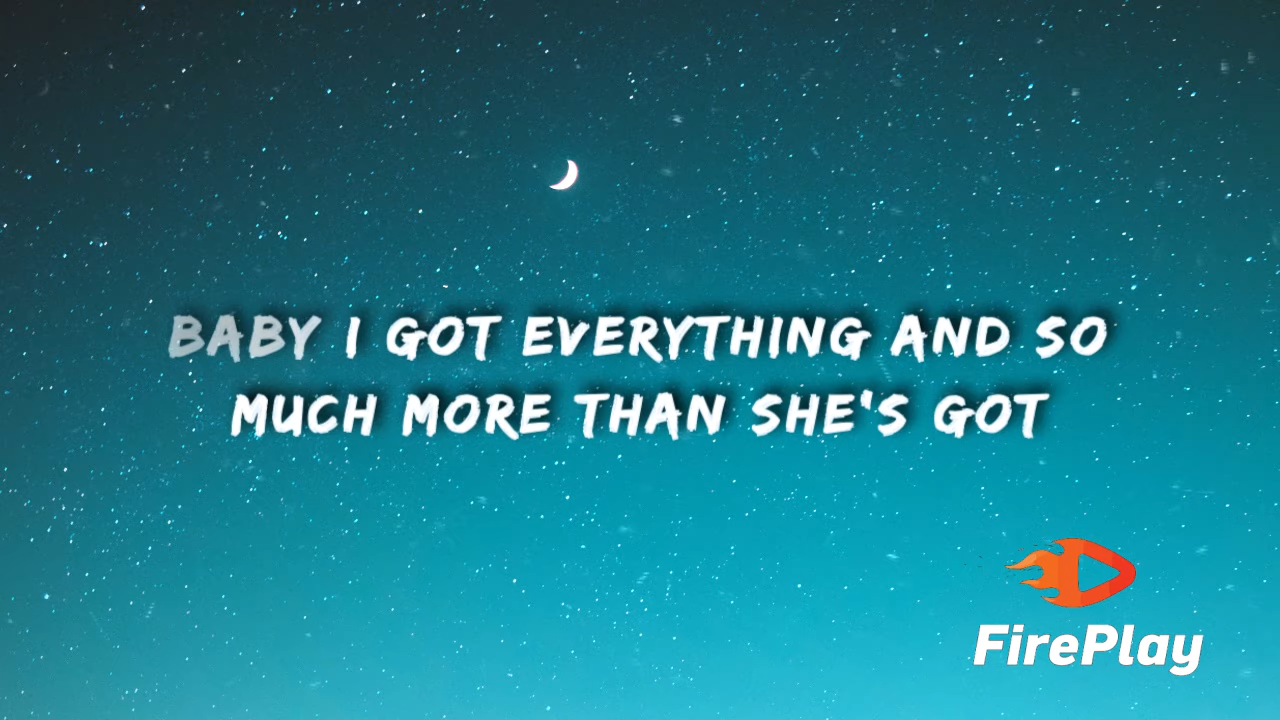 BABY I GOT EVERYTHING AND SO
MUCH MORE THAN SHE'S GOT
FirePlay